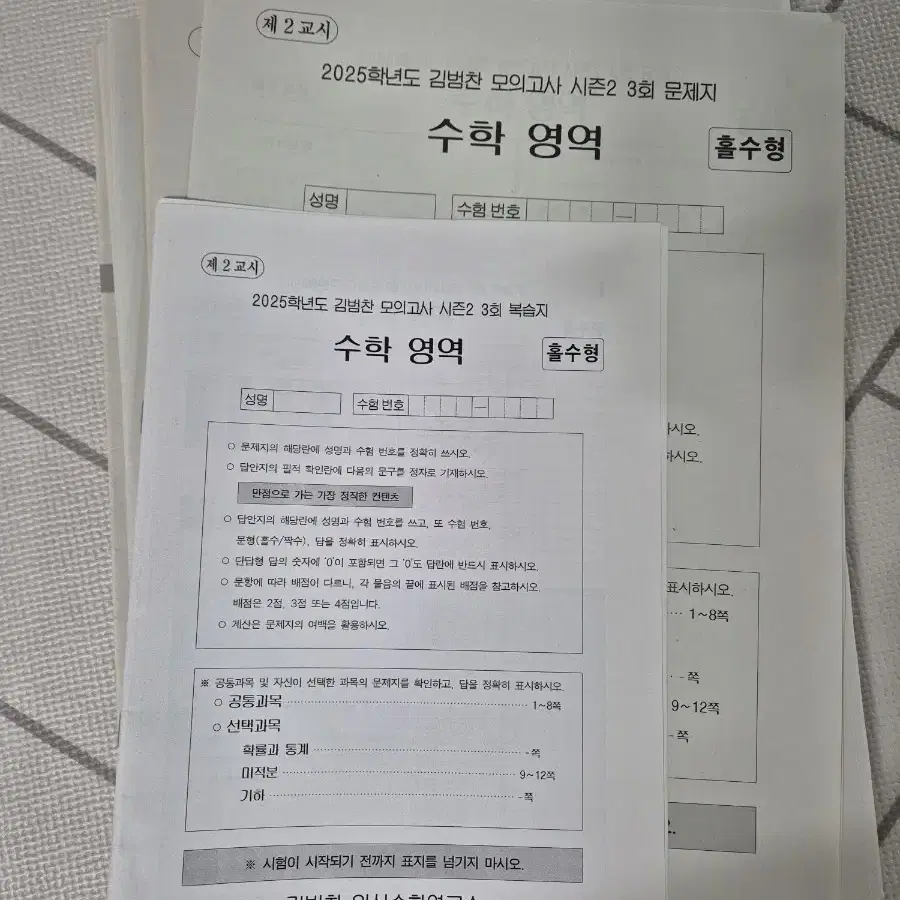 제 2 교시
2025학년도 김범찬 모의고사 시즌2 3회 문제지
수학 영역
홀수형
성명
수험 번호
—
시오.
시오.
표시하시오.
1~8쪽
-쪽
9~12쪽
-쪽
제 2 교시
2025학년도 김범찬 모의고사 시즌2 3회 복습지
수학 영역
홀수형
성명
수험 번호
—
○ 문제지의 해당란에 성명과 수험 번호를 정확히 쓰시오.
○ 답안지의 필적 확인란에 다음의 문구를 정자로 기재하시오.
만점으로 가는 가장 정직한 컨텐츠
○ 답안지의 해당란에 성명과 수험 번호를 쓰고, 또 수험 번호,
문형(홀수/짝수), 답을 정확히 표시하시오.
○ 단답형 답의 숫자에 '0'이 포함되면 그 '0'도 답란에 반드시 표시하시오.
○ 문항에 따라 배점이 다르니, 각 물음의 끝에 표시된 배점을 참고하시오.
배점은 2점, 3점 또는 4점입니다.
○ 계산은 문제지의 여백을 활용하시오.
※ 공통과목 및 자신이 선택한 과목의 문제지를 확인하고, 답을 정확히 표시하시오.
○ 공통과목 1~8쪽
○ 선택과목
확률과 통계 -쪽
미적분 9~12쪽
기하 -쪽
※ 시험이 시작되기 전까지 표지를 넘기지 마시오.